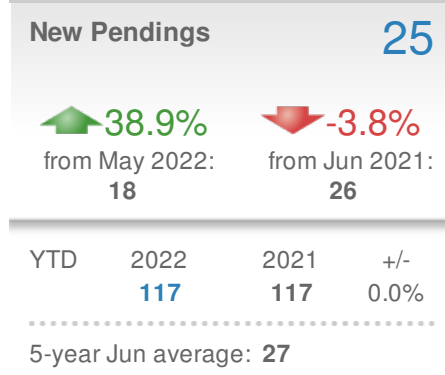 New Pendings 25
38.9% -3.8%
from May 2022: from Jun 2021:
18 26
YTD 2022 2021 +/-
117 117 0.0%
5-year Jun average: 27